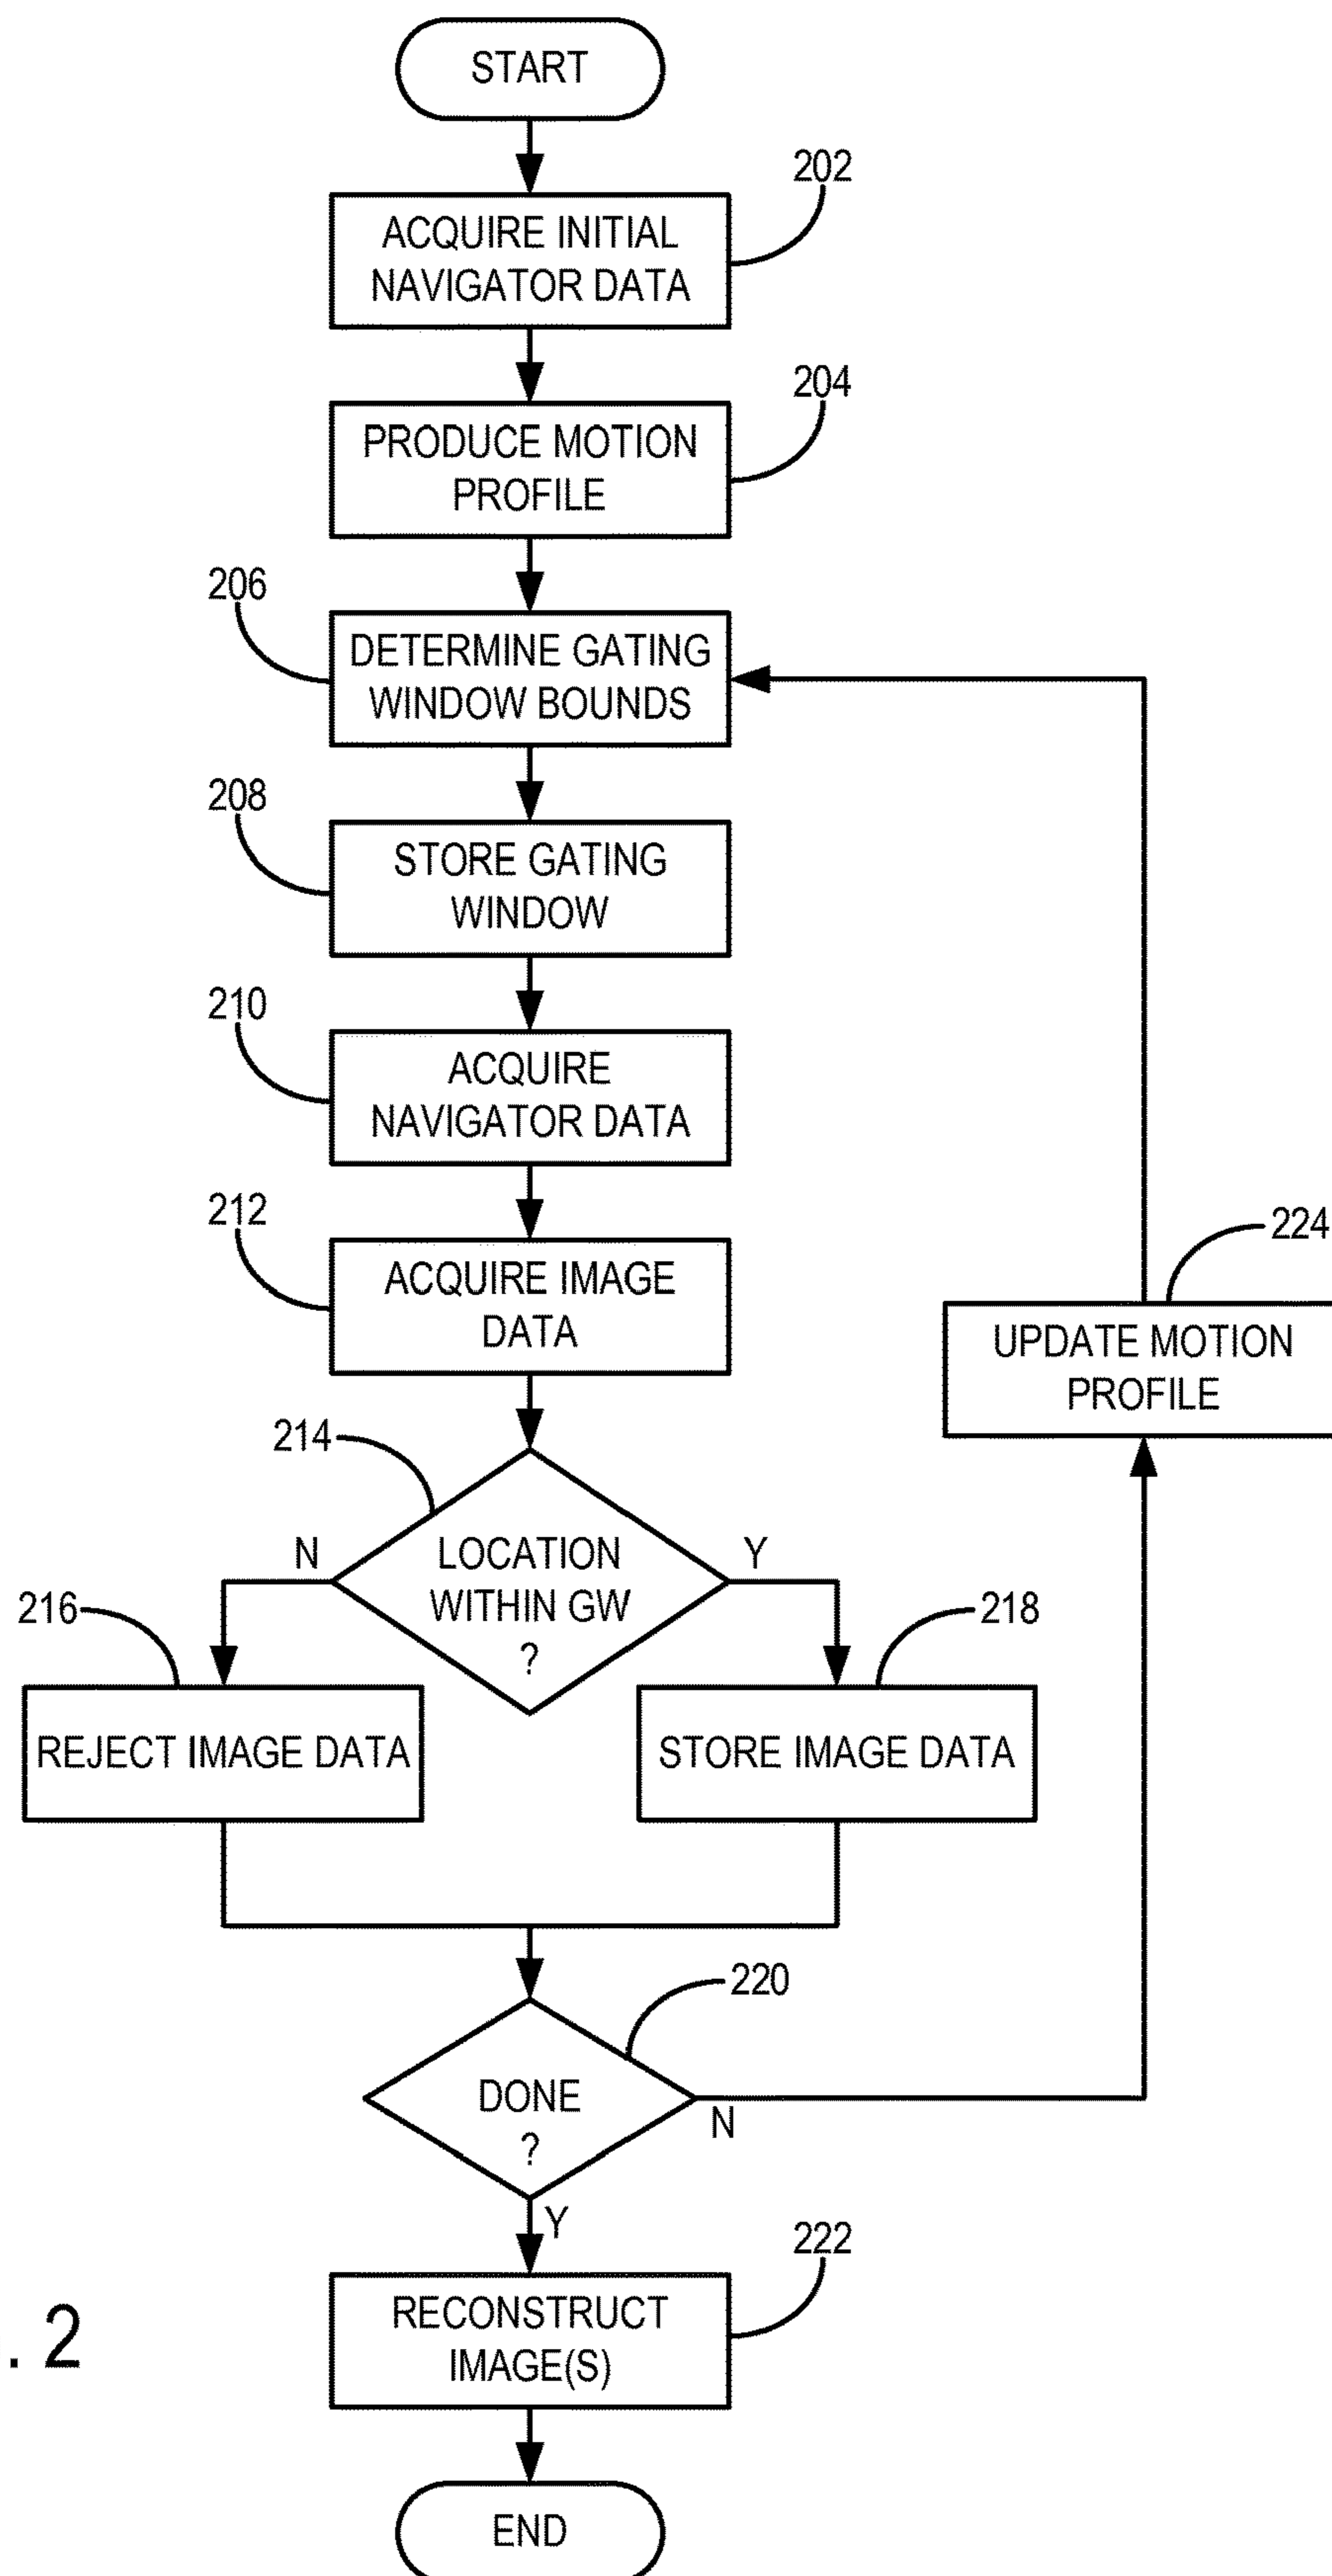 START
202
ACQUIRE INITIAL
NAVIGATOR DATA
204
PRODUCE MOTION
PROFILE
206
DETERMINE GATING
WINDOW BOUNDS
208
STORE GATING
WINDOW
210
ACQUIRE
NAVIGATOR DATA
212
ACQUIRE IMAGE
DATA
224
UPDATE MOTION
PROFILE
214
N
LOCATION
WITHIN GW
?
Y
216
218
REJECT IMAGE DATA
STORE IMAGE DATA
220
DONE
?
N
Y
222
RECONSTRUCT
IMAGE(S)
. 2
END